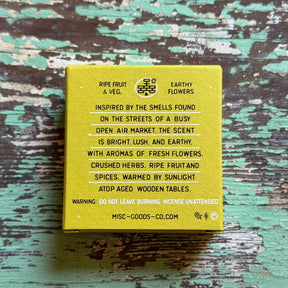 RIPE FRUIT EARTHY
& VEG. FLOWERS
INSPIRED BY THE SMELLS FOUND
ON THE STREETS OF A BUSY
OPEN AIR MARKET. THE SCENT
IS BRIGHT, LUSH, AND EARTHY,
WITH AROMAS OF FRESH FLOWERS,
CRUSHED HERBS, RIPE FRUIT AND
SPICES, WARMED BY SUNLIGHT
ATOP AGED WOODEN TABLES.
WARNING: DO NOT LEAVE BURNING INCENSE UNATTENDED
MISC-GOODS-CO.COM